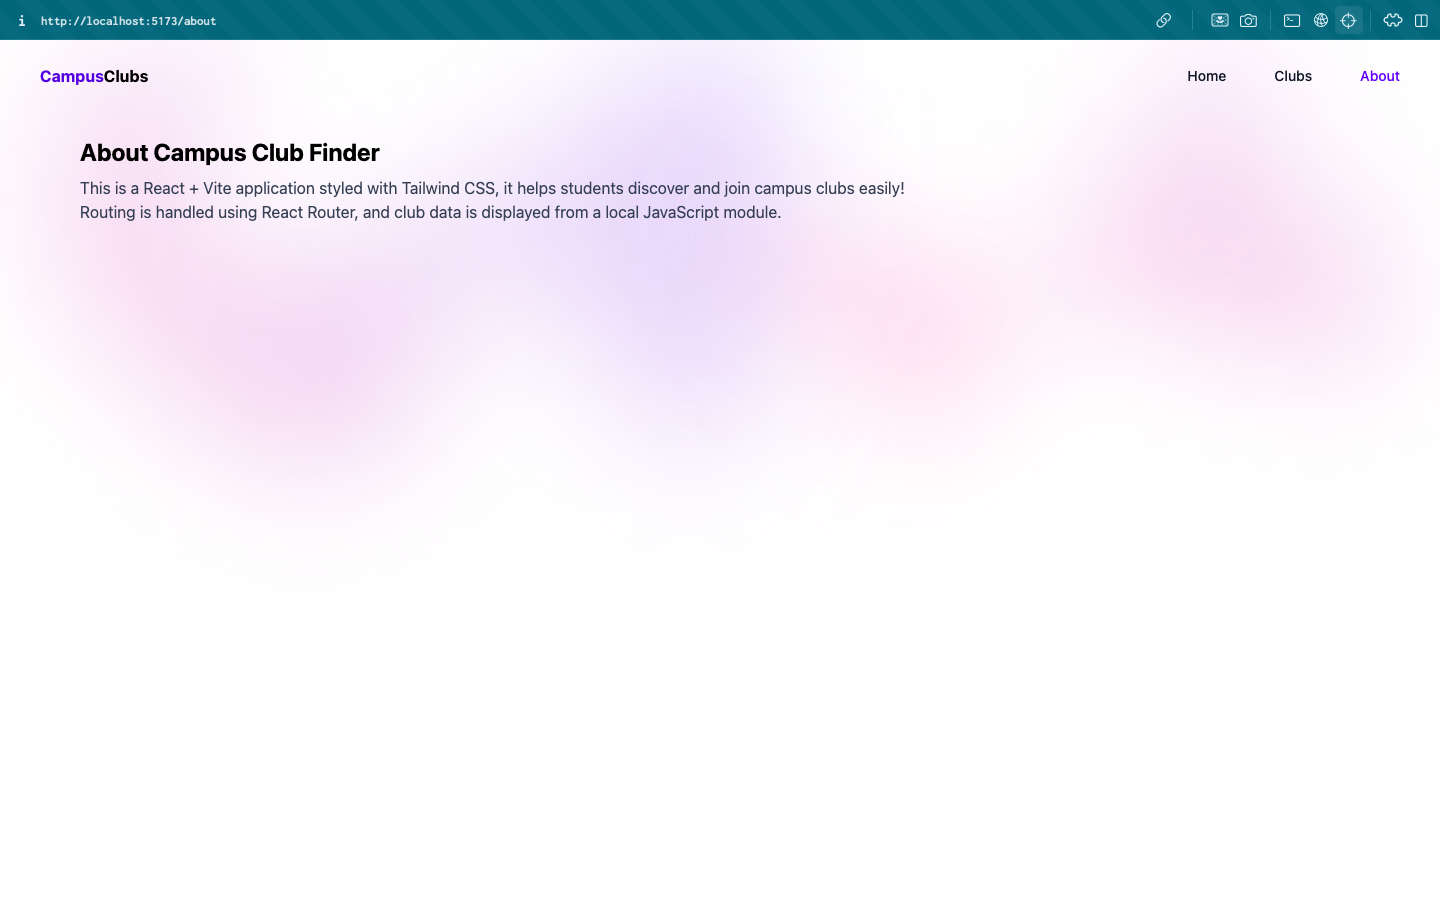 i http://localhost:5173/about
CampusClubs
Home Clubs About
About Campus Club Finder
This is a React + Vite application styled with Tailwind CSS, it helps students discover and join campus clubs easily!
Routing is handled using React Router, and club data is displayed from a local JavaScript module.